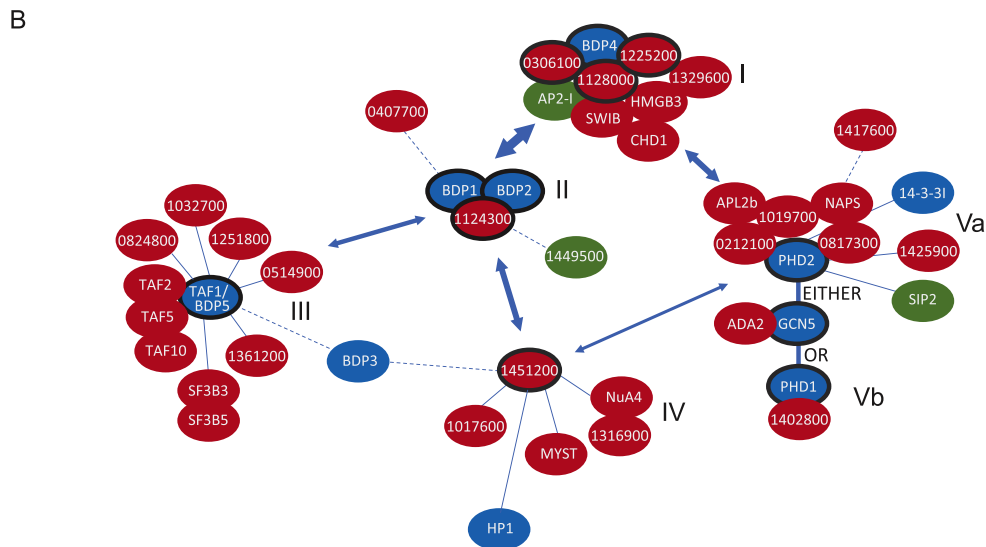 B
BDP4
1225200
0306100
1128000
1329600
I
AP2-I
HMGB3
SWIB
CHD1
0407700
1417600
BDP1
BDP2
II
1124300
1449500
APL2b
1019700
NAPS
14-3-3I
Va
0212100
0817300
PHD2
1425900
EITHER
SIP2
ADA2
GCN5
OR
PHD1
Vb
1402800
1032700
0824800
1251800
0514900
TAF2
TAF1/
BDP5
III
TAF5
TAF10
1361200
SF3B3
SF3B5
BDP3
1451200
NuA4
IV
1017600
1316900
MYST
HP1